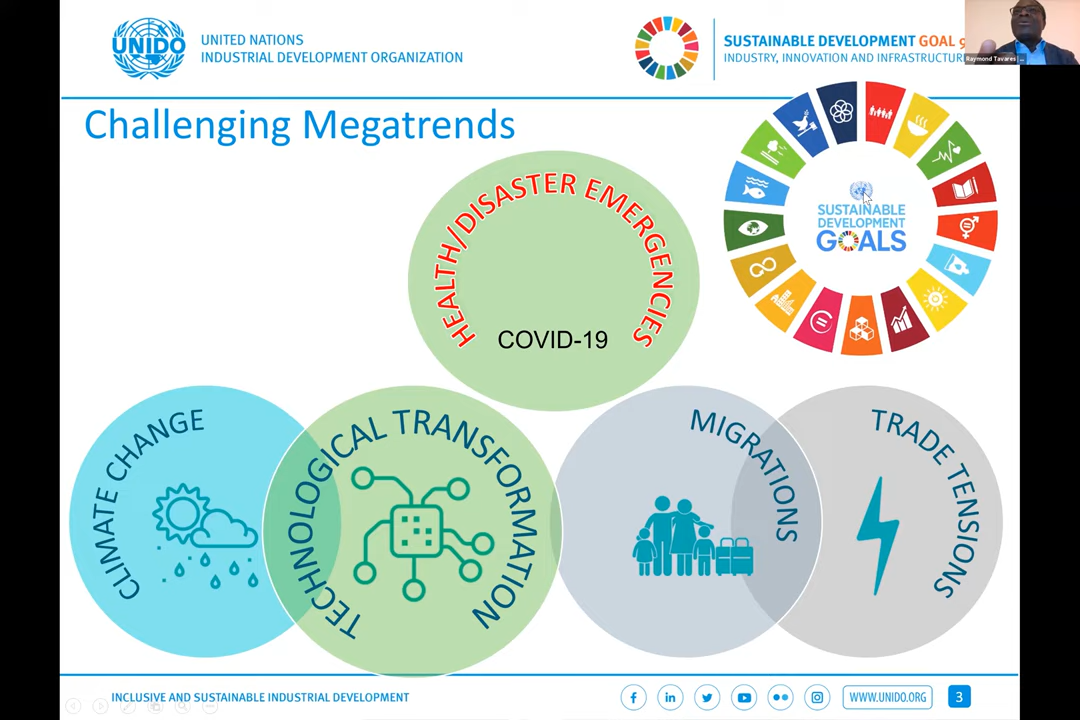 UNIDO
UNITED NATIONS
INDUSTRIAL DEVELOPMENT ORGANIZATION
SUSTAINABLE DEVELOPMENT GOAL 9
INDUSTRY, INNOVATION AND INFRASTRUCTURE
Raymond Tavares
Challenging Megatrends
SUSTAINABLE
DEVELOPMENT
GOALS
HEALTH/DISASTER EMERGENCIES
COVID-19
CLIMATE CHANGE
TECHNOLOGICAL TRANSFORMATION
MIGRATIONS
TRADE TENSIONS
INCLUSIVE AND SUSTAINABLE INDUSTRIAL DEVELOPMENT
WWW.UNIDO.ORG
3